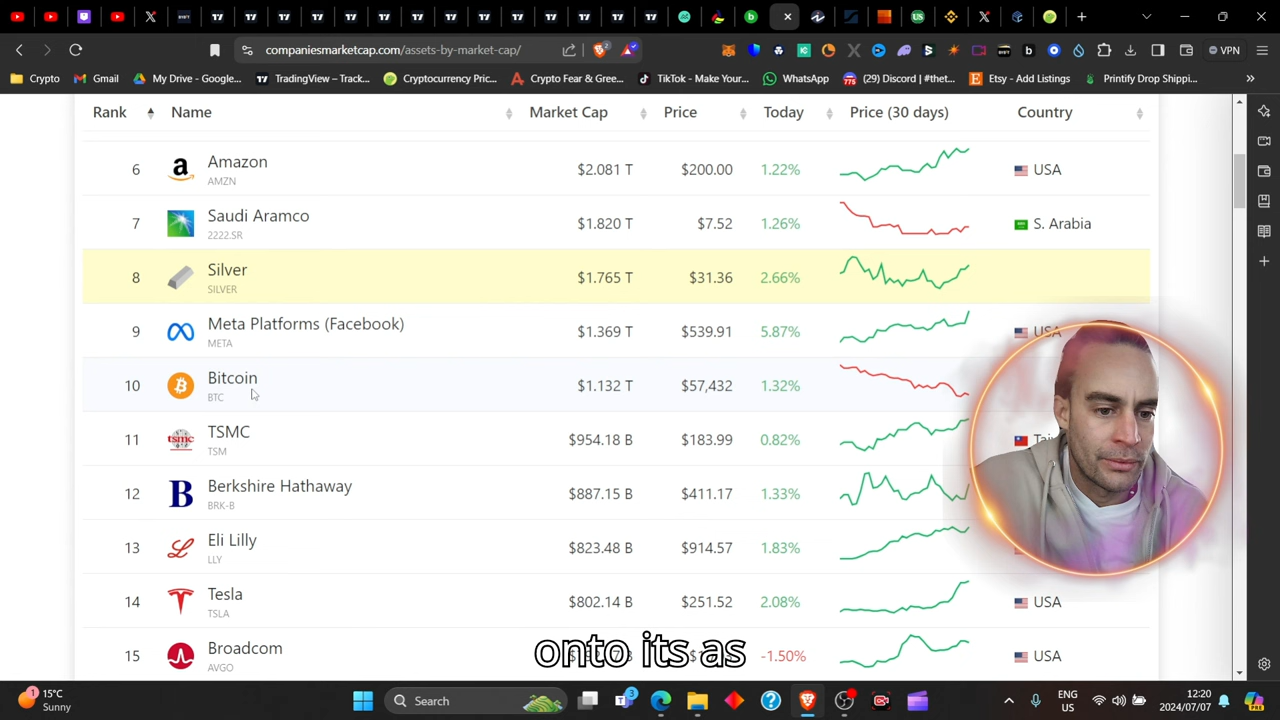 companiesmarketcap.com/assets-by-market-cap/
2
VPN
Crypto
Gmail
My Drive - Google...
TradingView – Track...
Cryptocurrency Pric...
Crypto Fear & Gree...
TikTok - Make Your...
WhatsApp
(29) Discord | #thet...
Etsy - Add Listings
Printify Drop Shippi...
Rank Name Market Cap Price Today Price (30 days) Country
6 Amazon $2.081 T $200.00 1.22% USA
AMZN
7 Saudi Aramco $1.820 T $7.52 1.26% S. Arabia
2222.SR
8 Silver $1.765 T $31.36 2.66%
SILVER
9 Meta Platforms (Facebook) $1.369 T $539.91 5.87% USA
META
10 Bitcoin $1.132 T $57,432 1.32%
BTC
11 TSMC $954.18 B $183.99 0.82%
TSM
12 Berkshire Hathaway $887.15 B $411.17 1.33%
BRK-B
13 Eli Lilly $823.48 B $914.57 1.83%
LLY
14 Tesla $802.14 B $251.52 2.08% USA
TSLA
15 Broadcom -1.50% USA
AVGO
onto its as
15°C
Sunny
Search
ENG
US
12:20
2024/07/07